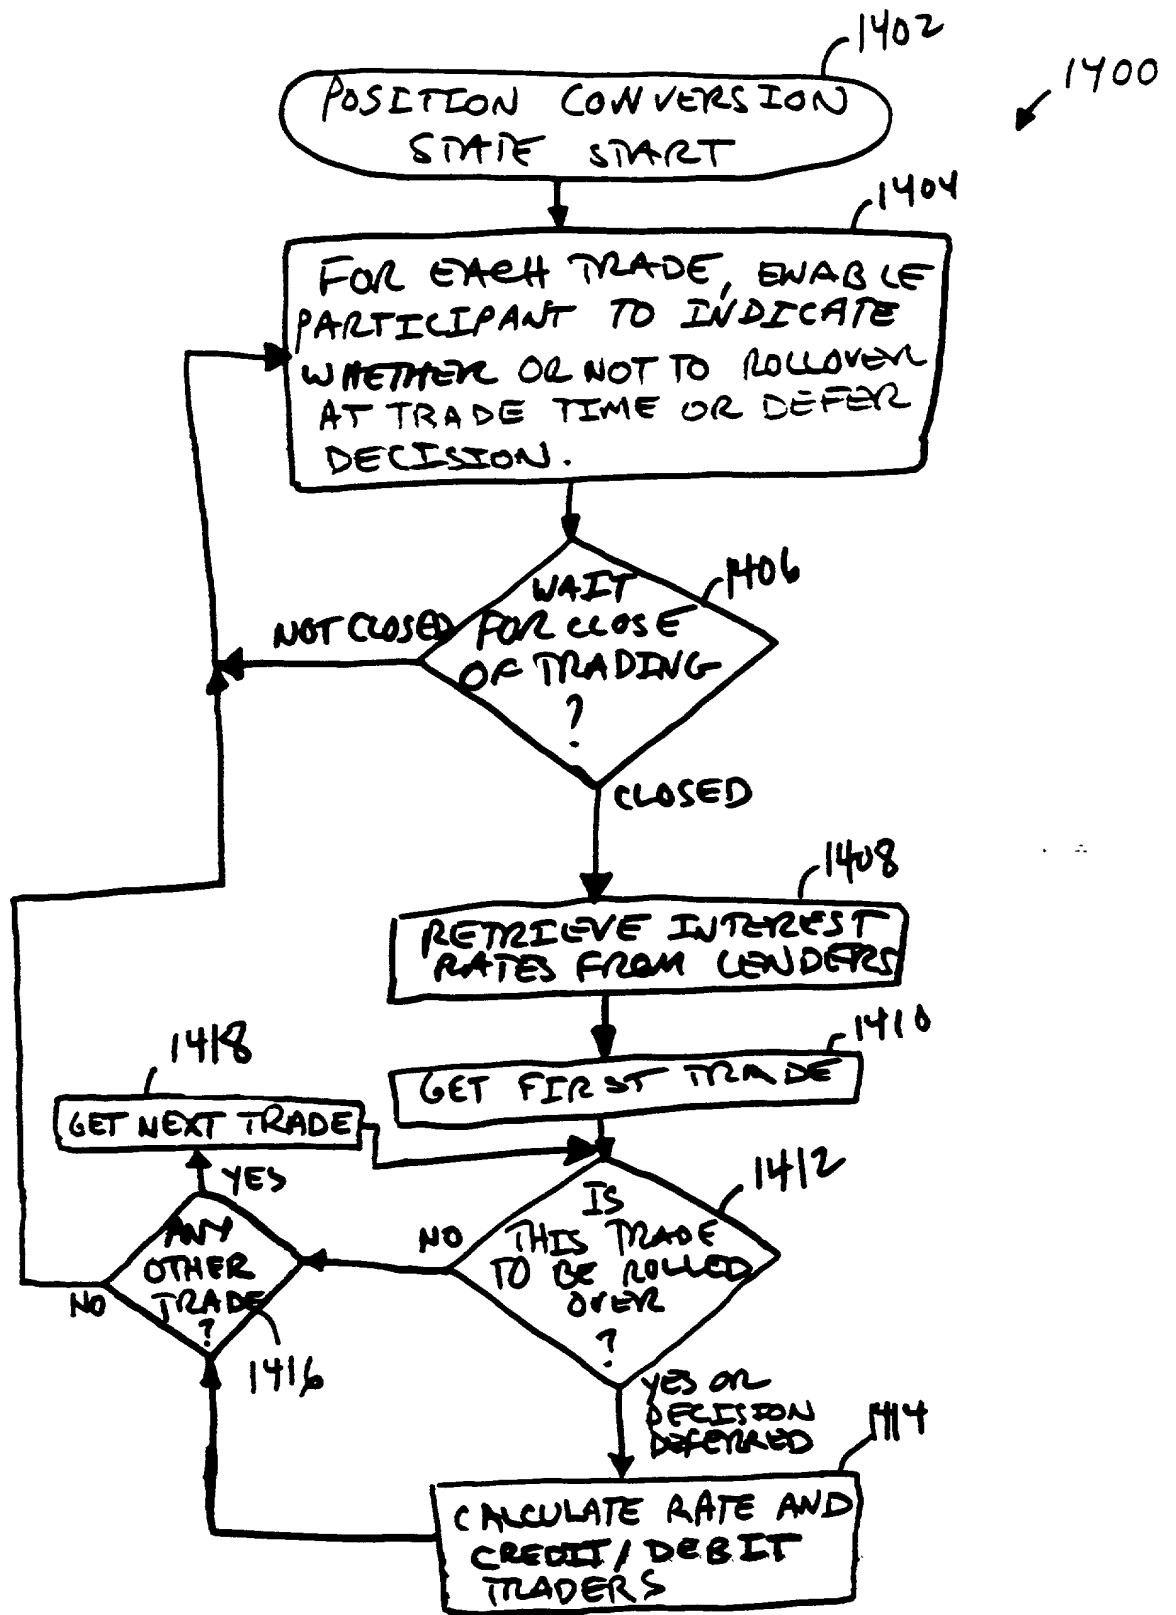 1402
1400
POSITION CONVERSION
STATE START
1404
FOR EACH TRADE, ENABLE
PARTICIPANT TO INDICATE
WHETHER OR NOT TO ROLLOVER
AT TRADE TIME OR DEFER
DECISION.
1406
WAIT
FOR CLOSE
OF TRADING
?
NOT CLOSED
CLOSED
1408
RETRIEVE INTEREST
RATES FROM LENDERS
1410
GET FIRST TRADE
1418
GET NEXT TRADE
YES
1412
IS
THIS TRADE
TO BE ROLLED
OVER
?
NO
ANY
OTHER
TRADE
?
NO
1416
YES OR
DECISION
DEFERRED
1414
CALCULATE RATE AND
CREDIT/DEBIT
TRADERS